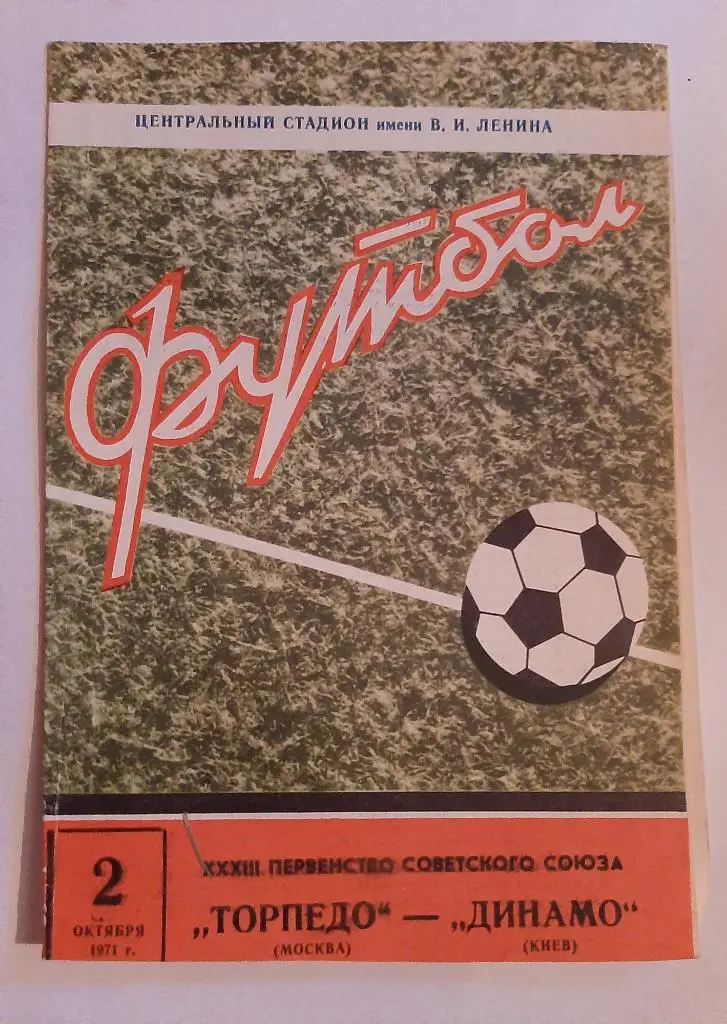 ЦЕНТРАЛЬНЫЙ СТАДИОН имени В. И. ЛЕНИНА
футбол
2
ОКТЯБРЯ
1971 г.
XXXIII ПЕРВЕНСТВО СОВЕТСКОГО СОЮЗА
„ТОРПЕДО“ — „ДИНАМО“
(МОСКВА) (КИЕВ)